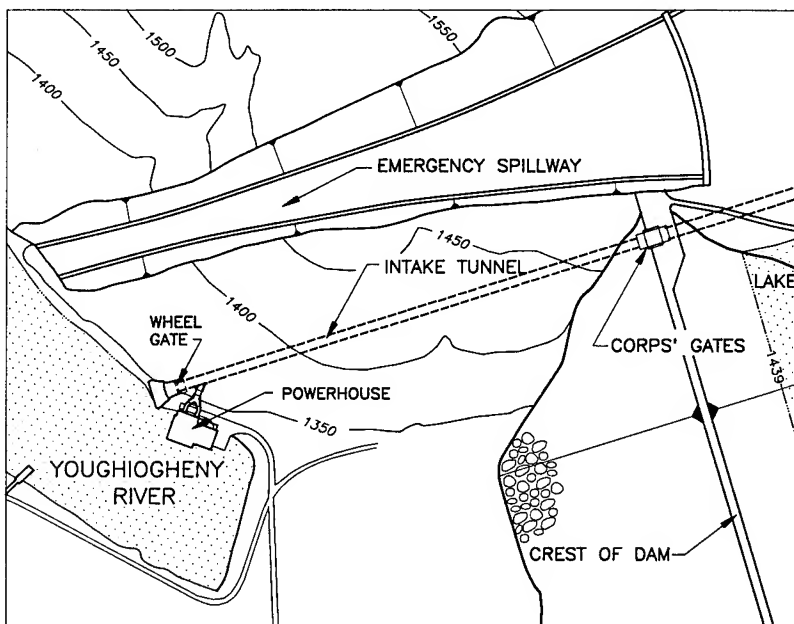 1500
1450
1400
1550
EMERGENCY SPILLWAY
1450
INTAKE TUNNEL
LAKE
1400
WHEEL
GATE
CORPS' GATES
1439
POWERHOUSE
1350
YOUGHIOGHENY
RIVER
CREST OF DAM